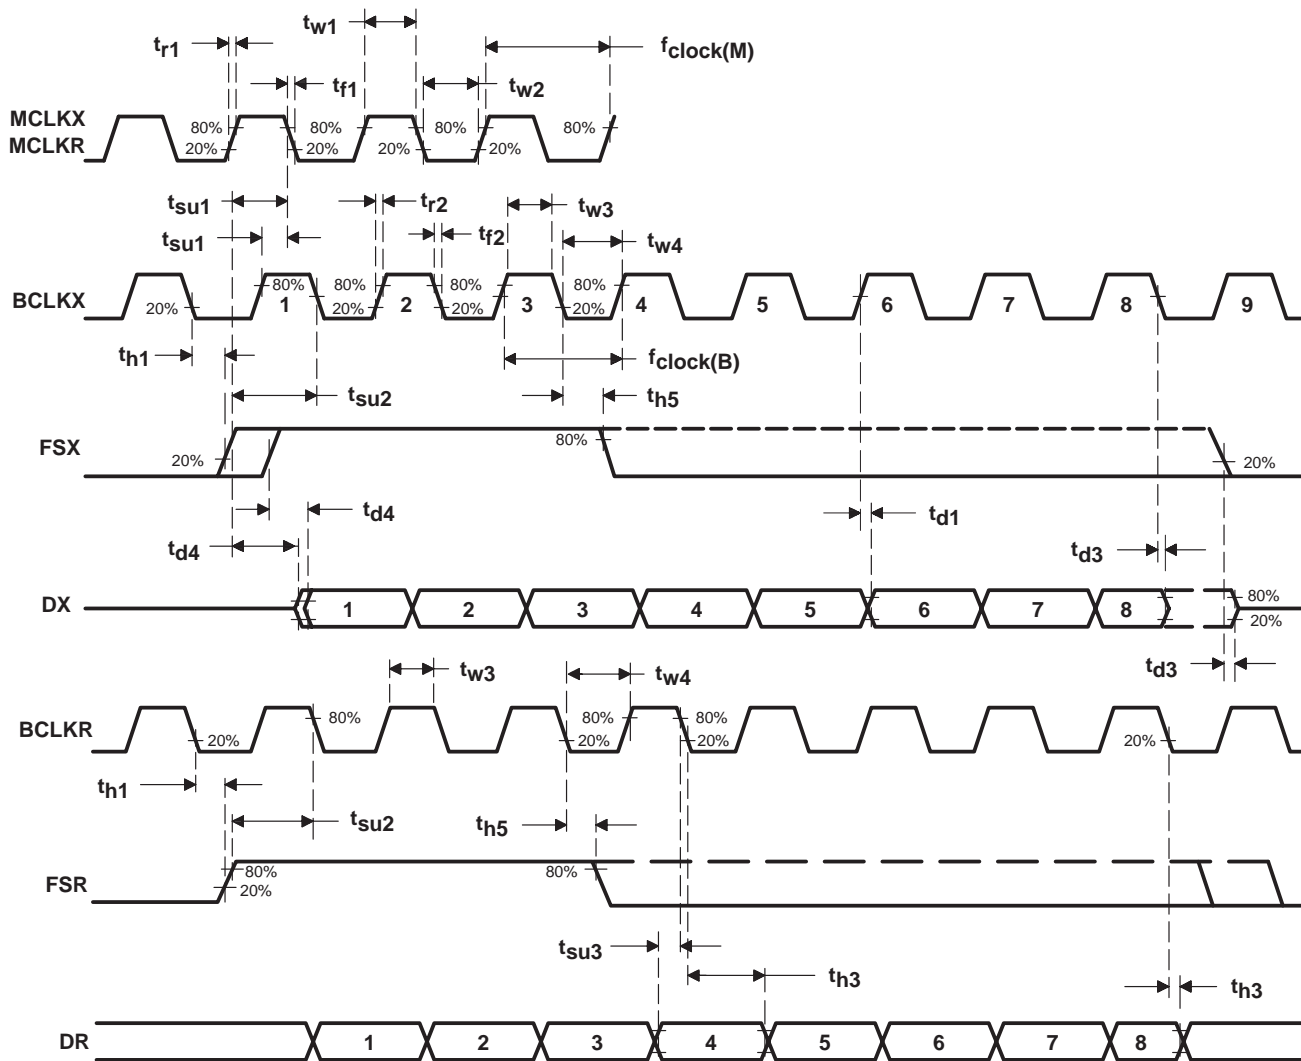 tw1
tr1
fclock(M)
tf1
tw2
MCLKX
MCLKR
80% 80% 80% 80%
20% 20% 20% 20%
tsu1
tr2
tw3
tsu1
tf2
tw4
BCLKX
80% 80% 80% 80%
20% 20% 20% 20%
1 2 3 4 5 6 7 8 9
th1
fclock(B)
tsu2
th5
FSX
80%
20%
20%
td4
td1
td4
td3
DX
1 2 3 4 5 6 7 8
80%
20%
tw3
tw4
td3
BCLKR
80% 80% 80%
20% 20% 20% 20%
th1
tsu2
th5
FSR
80%
20%
80%
tsu3
th3
th3
DR
1 2 3 4 5 6 7 8